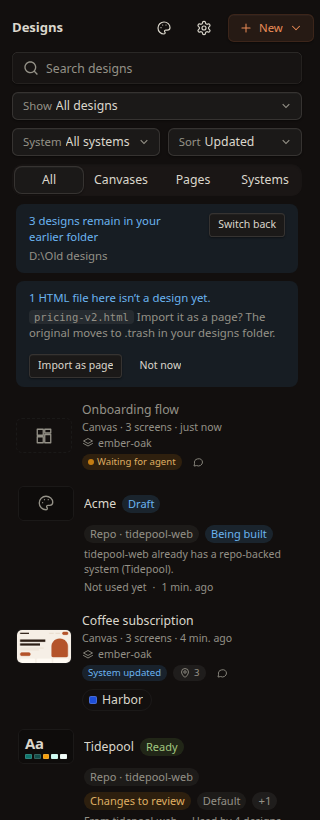 Designs
New
Search designs
Show All designs
System All systems
Sort Updated
All Canvases Pages Systems
3 designs remain in your
earlier folder
Switch back
D:\Old designs
1 HTML file here isn’t a design yet.
pricing-v2.html Import it as a page? The
original moves to .trash in your designs folder.
Import as page Not now
Onboarding flow
Canvas · 3 screens · just now
ember-oak
Waiting for agent
Acme Draft
Repo · tidepool-web Being built
tidepool-web already has a repo-backed
system (Tidepool).
Not used yet · 1 min. ago
Coffee subscription
Canvas · 3 screens · 4 min. ago
ember-oak
System updated 3
Harbor
Aa
Tidepool Ready
Repo · tidepool-web
Changes to review Default +1